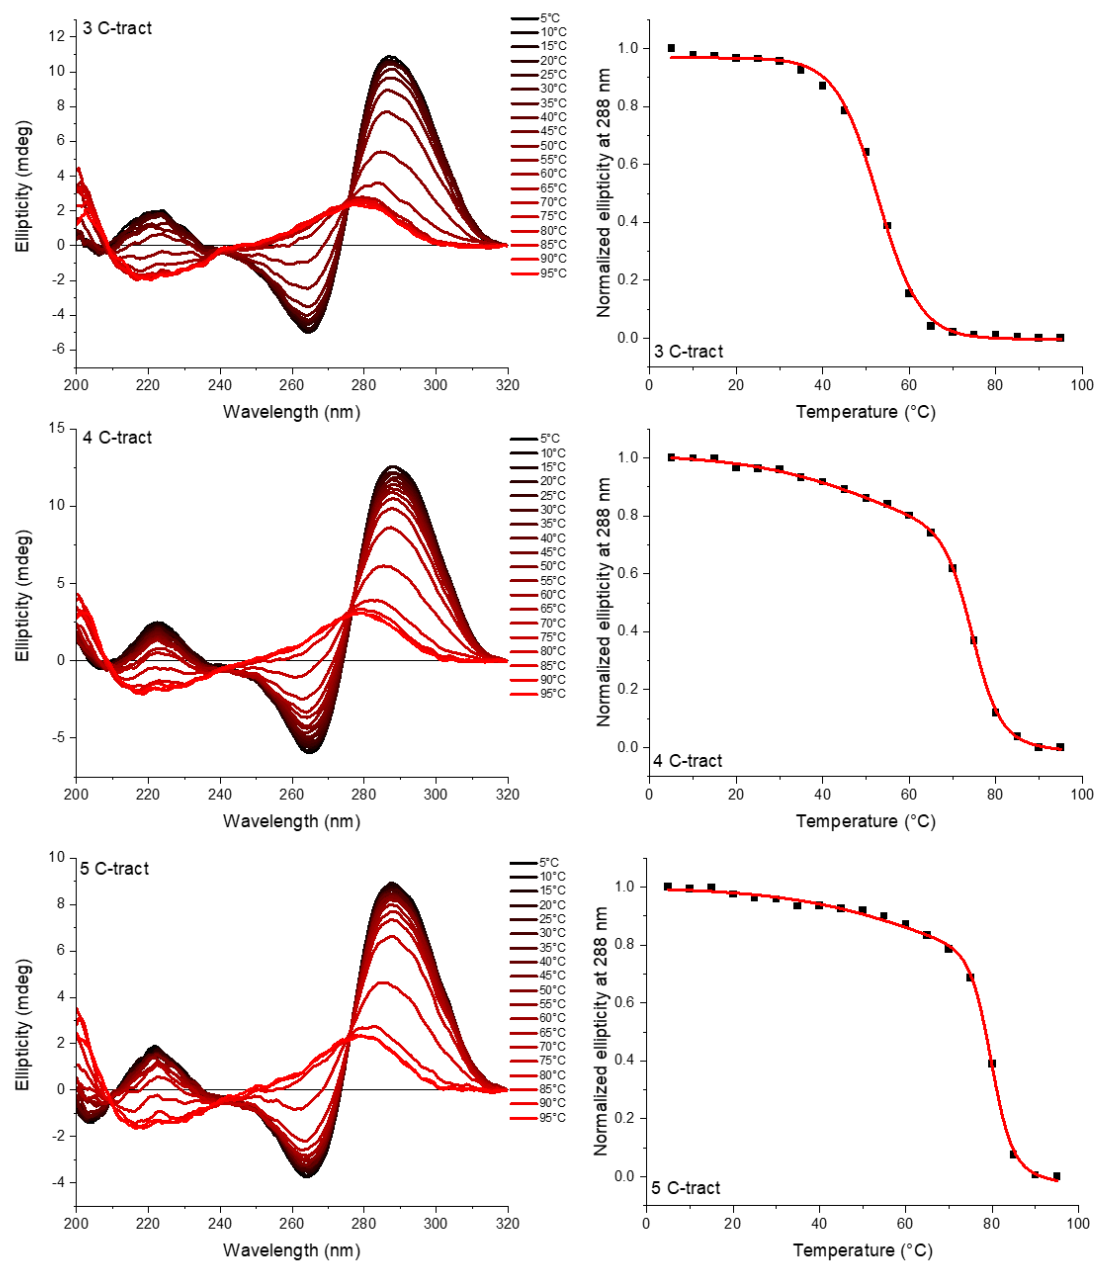 3 C-tract
Ellipticity (mdeg)
12
10
8
6
4
2
0
-2
-4
-6
200 220 240 260 280 300 320
Wavelength (nm)
5°C
10°C
15°C
20°C
25°C
30°C
35°C
40°C
45°C
50°C
55°C
60°C
65°C
70°C
75°C
80°C
85°C
90°C
95°C
Normalized ellipticity at 288 nm
1.0
0.8
0.6
0.4
0.2
0.0
3 C-tract
0 20 40 60 80 100
Temperature (°C)
4 C-tract
Ellipticity (mdeg)
15
10
5
0
-5
200 220 240 260 280 300 320
Wavelength (nm)
5°C
10°C
15°C
20°C
25°C
30°C
35°C
40°C
45°C
50°C
55°C
60°C
65°C
70°C
75°C
80°C
85°C
90°C
95°C
Normalized ellipticity at 288 nm
1.0
0.8
0.6
0.4
0.2
0.0
4 C-tract
0 20 40 60 80 100
Temperature (°C)
5 C-tract
Ellipticity (mdeg)
10
8
6
4
2
0
-2
-4
200 220 240 260 280 300 320
Wavelength (nm)
5°C
10°C
15°C
20°C
25°C
30°C
35°C
40°C
45°C
50°C
55°C
60°C
65°C
70°C
75°C
80°C
85°C
90°C
95°C
Normalized ellipticity at 288 nm
1.0
0.8
0.6
0.4
0.2
0.0
5 C-tract
0 20 40 60 80 100
Temperature (°C)